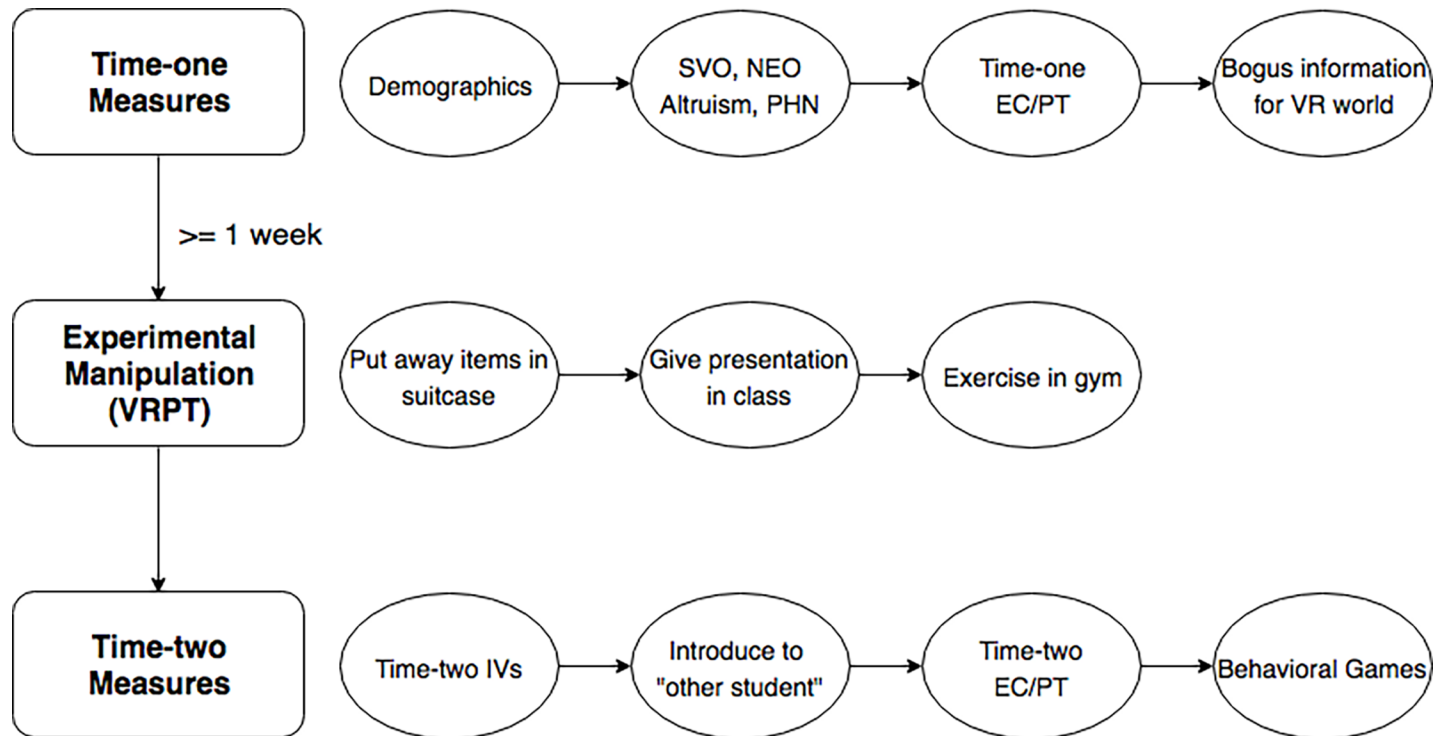 Time-one
Measures
Demographics
SVO, NEO
Altruism, PHN
Time-one
EC/PT
Bogus information
for VR world
>= 1 week
Experimental
Manipulation
(VRPT)
Put away items in
suitcase
Give presentation
in class
Exercise in gym
Time-two
Measures
Time-two IVs
Introduce to
"other student"
Time-two
EC/PT
Behavioral Games